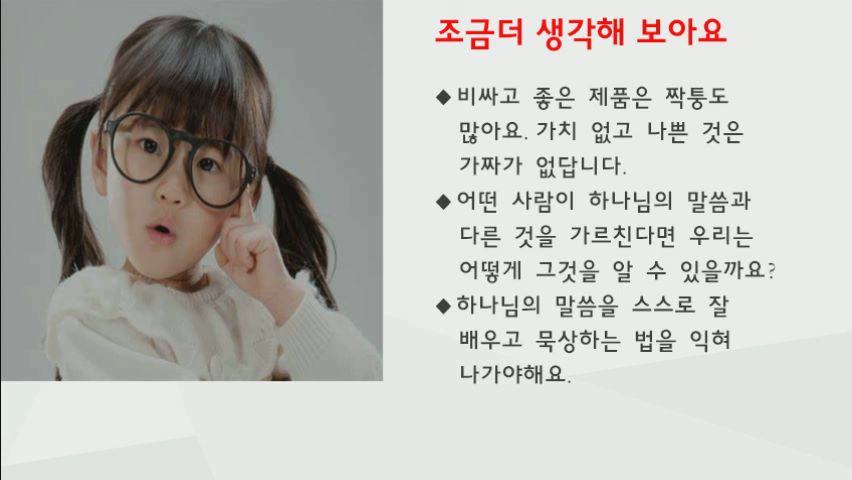 조금더 생각해 보아요
◆비싸고 좋은 제품은 짝퉁도
많아요. 가치 없고 나쁜 것은
가짜가 없답니다.
◆어떤 사람이 하나님의 말씀과
다른 것을 가르친다면 우리는
어떻게 그것을 알 수 있을까요?
◆하나님의 말씀을 스스로 잘
배우고 묵상하는 법을 익혀
나가야해요.